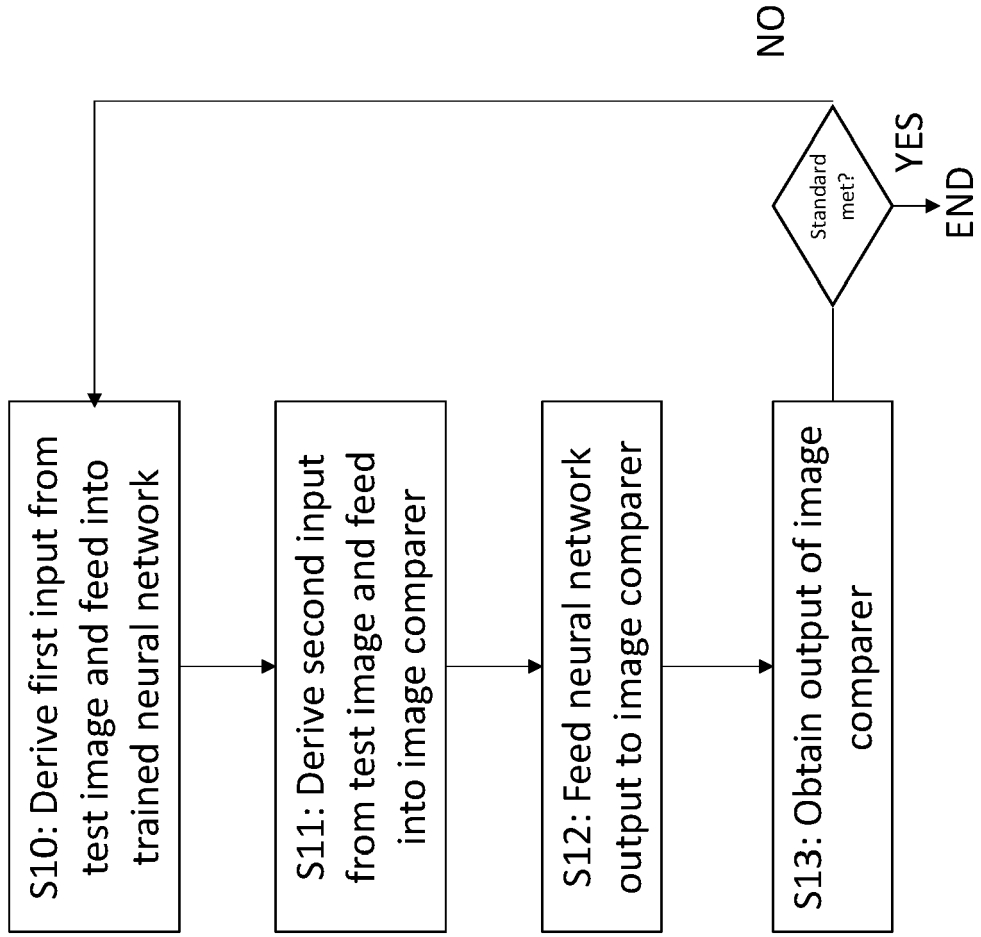 S10: Derive first input from
test image and feed into
trained neural network
S11: Derive second input
from test image and feed
into image comparer
S12: Feed neural network
output to image comparer
S13: Obtain output of image
comparer
Standard
met?
NO
YES
END